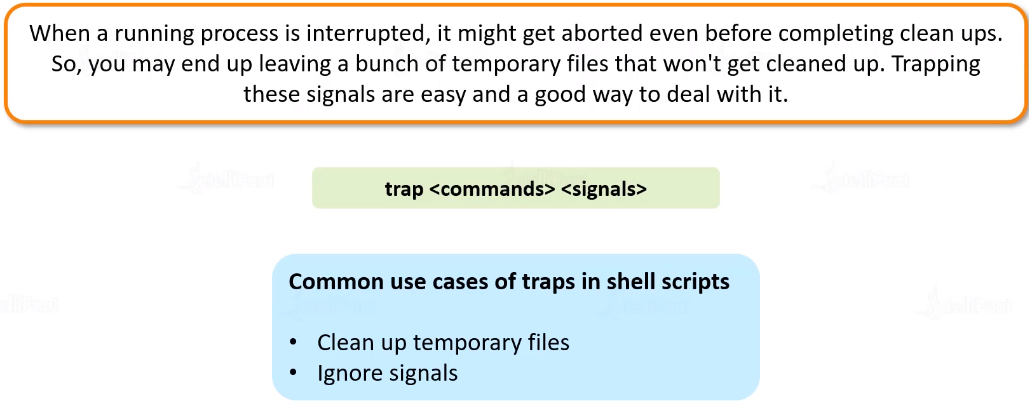 When a running process is interrupted, it might get aborted even before completing clean ups.
So, you may end up leaving a bunch of temporary files that won't get cleaned up. Trapping
these signals are easy and a good way to deal with it.
trap <commands> <signals>
Common use cases of traps in shell scripts
• Clean up temporary files
• Ignore signals